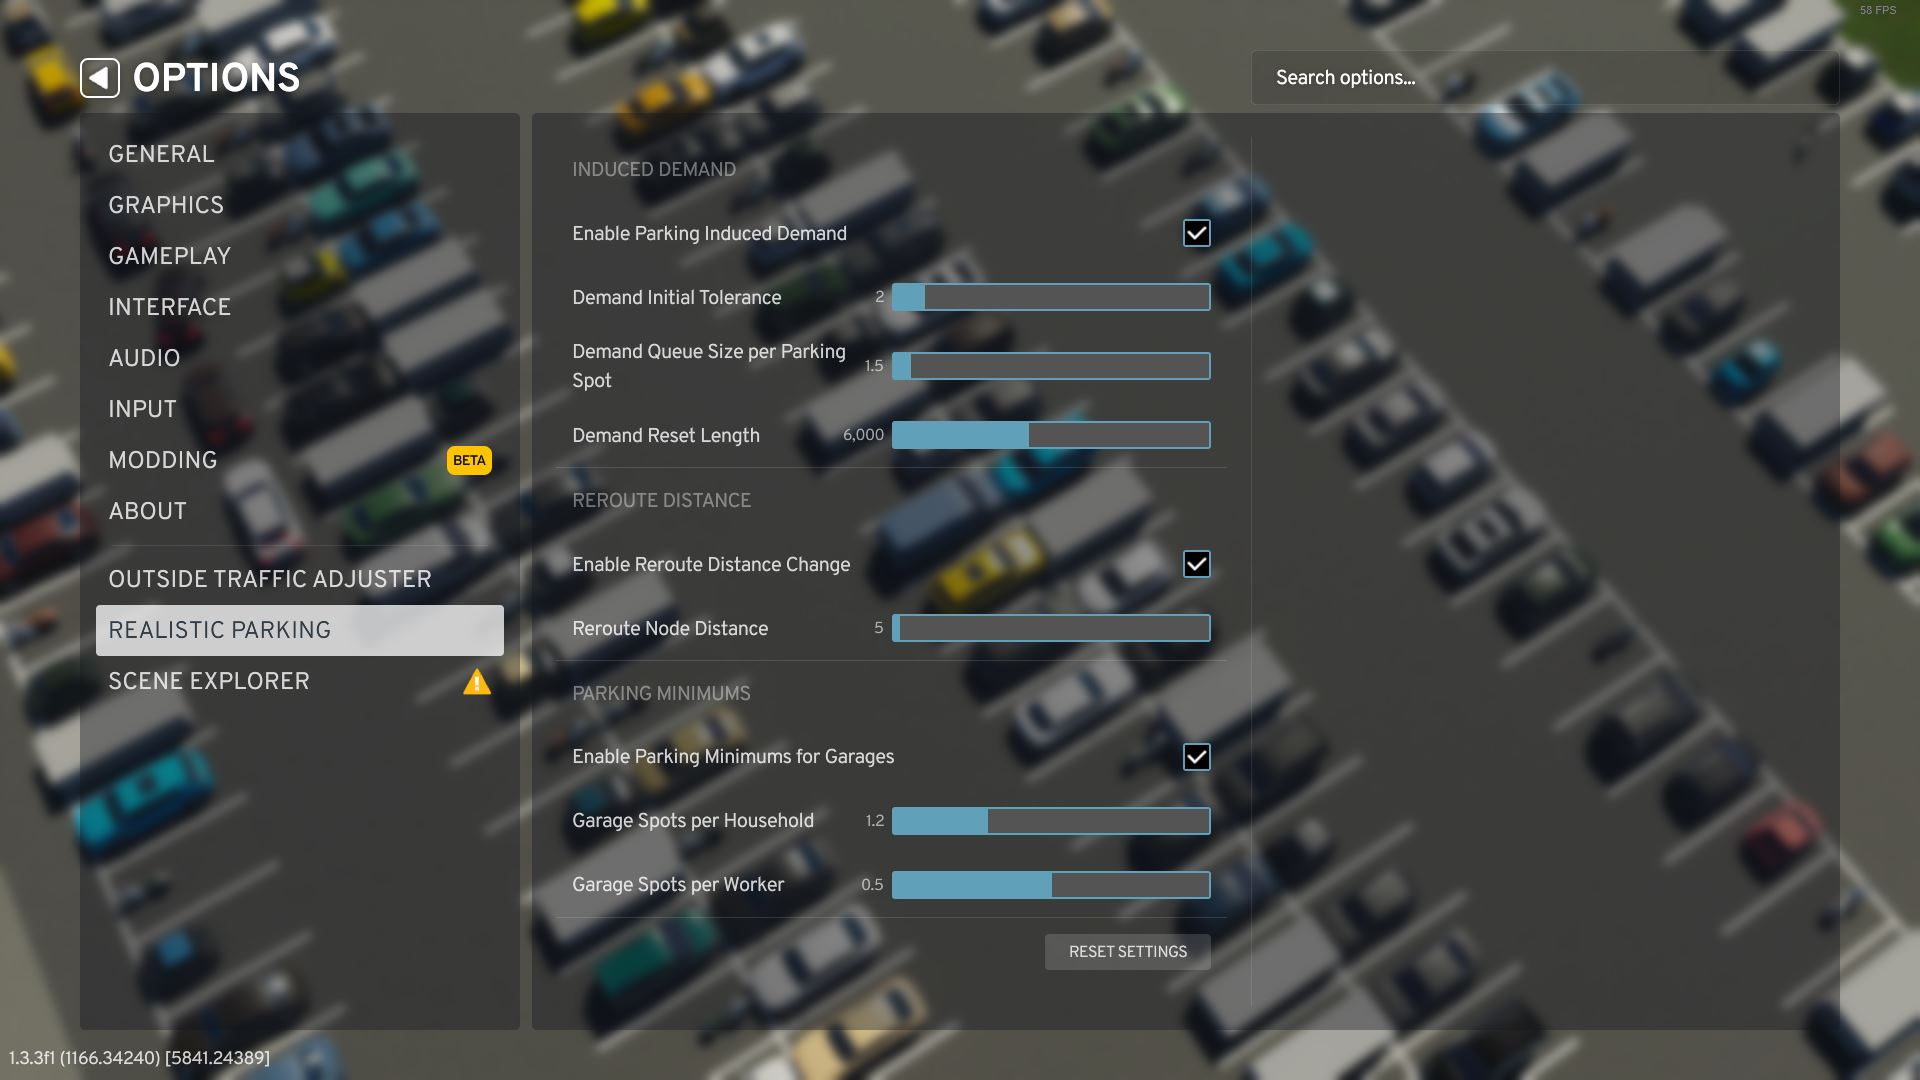 58 FPS
OPTIONS
Search options...
GENERAL
GRAPHICS
GAMEPLAY
INTERFACE
AUDIO
INPUT
MODDING BETA
ABOUT
OUTSIDE TRAFFIC ADJUSTER
REALISTIC PARKING
SCENE EXPLORER
INDUCED DEMAND
Enable Parking Induced Demand
Demand Initial Tolerance 2
Demand Queue Size per Parking
Spot 1.5
Demand Reset Length 6,000
REROUTE DISTANCE
Enable Reroute Distance Change
Reroute Node Distance 5
PARKING MINIMUMS
Enable Parking Minimums for Garages
Garage Spots per Household 1.2
Garage Spots per Worker 0.5
RESET SETTINGS
1.3.3f1 (1166.34240) [5841.24389]